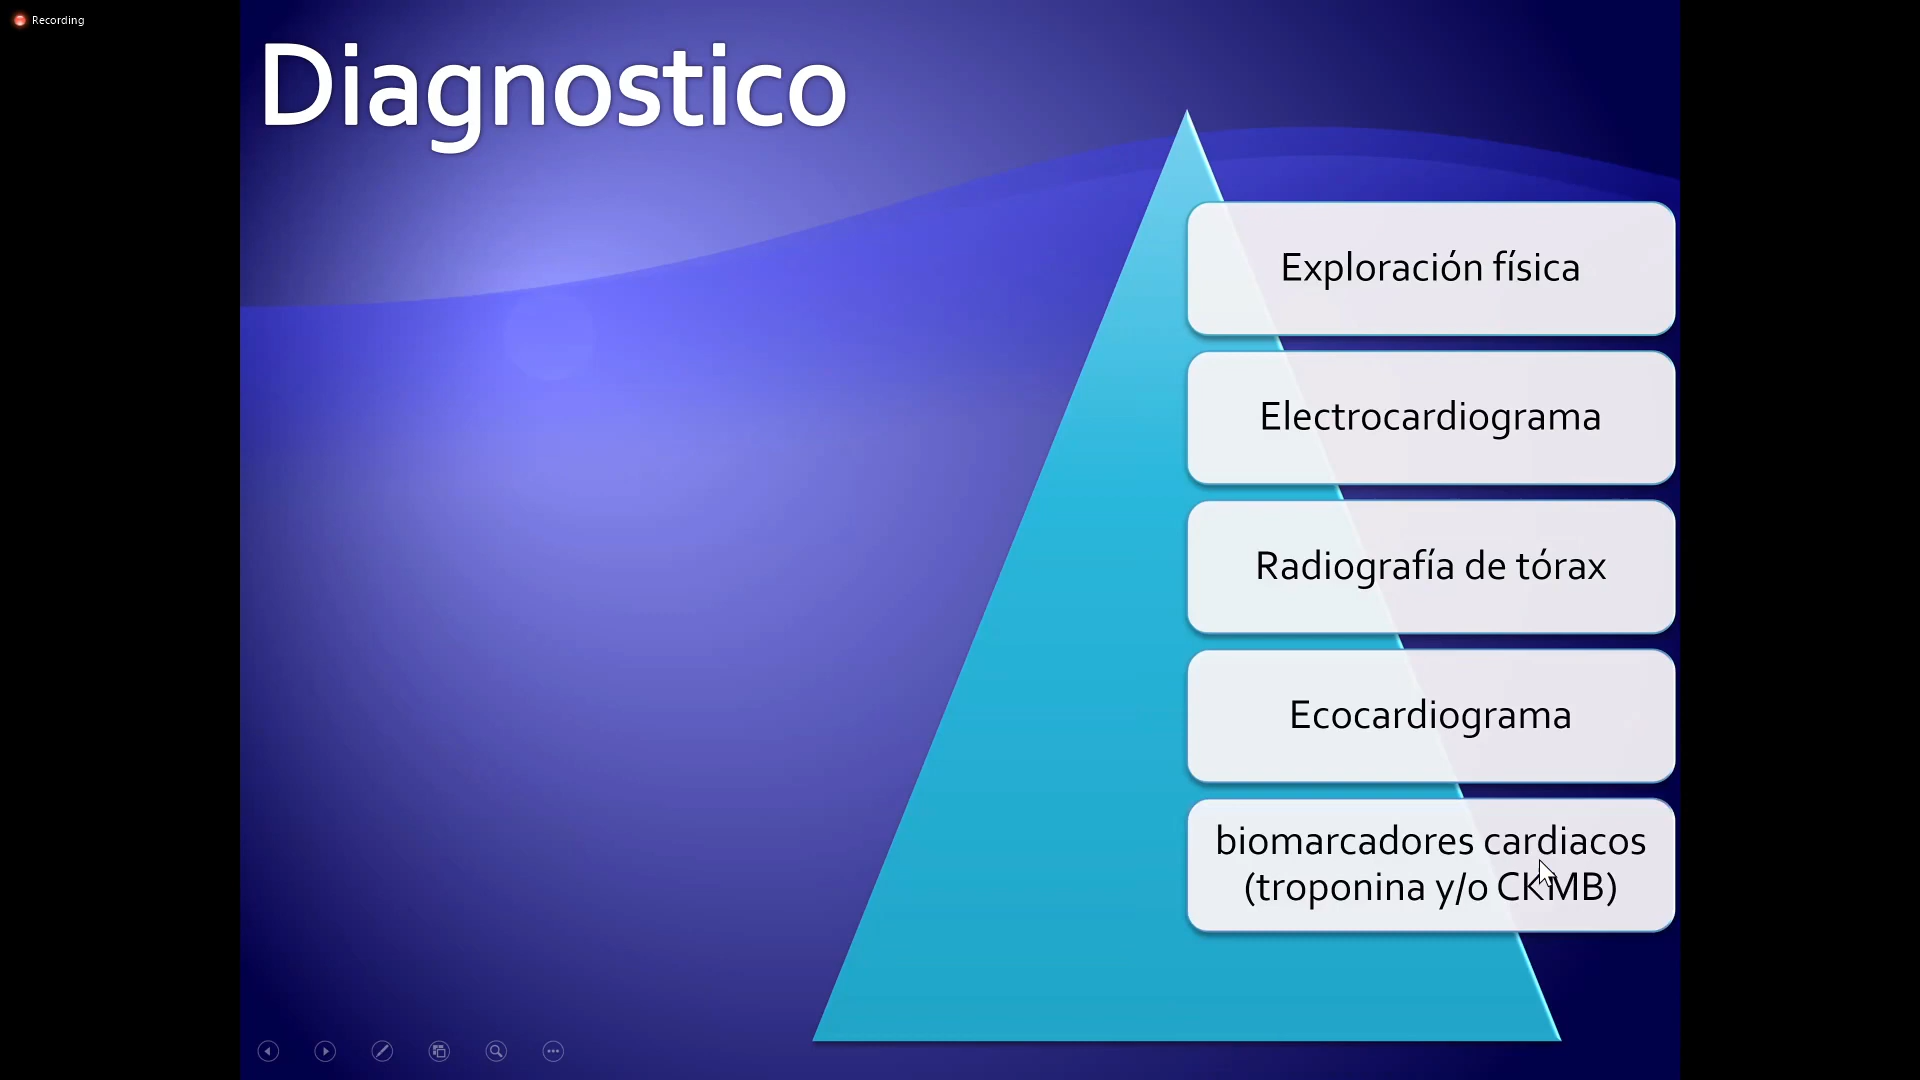 Recording
Diagnostico
Exploración física
Electrocardiograma
Radiografía de tórax
Ecocardiograma
biomarcadores cardiacos
(troponina y/o CKMB)